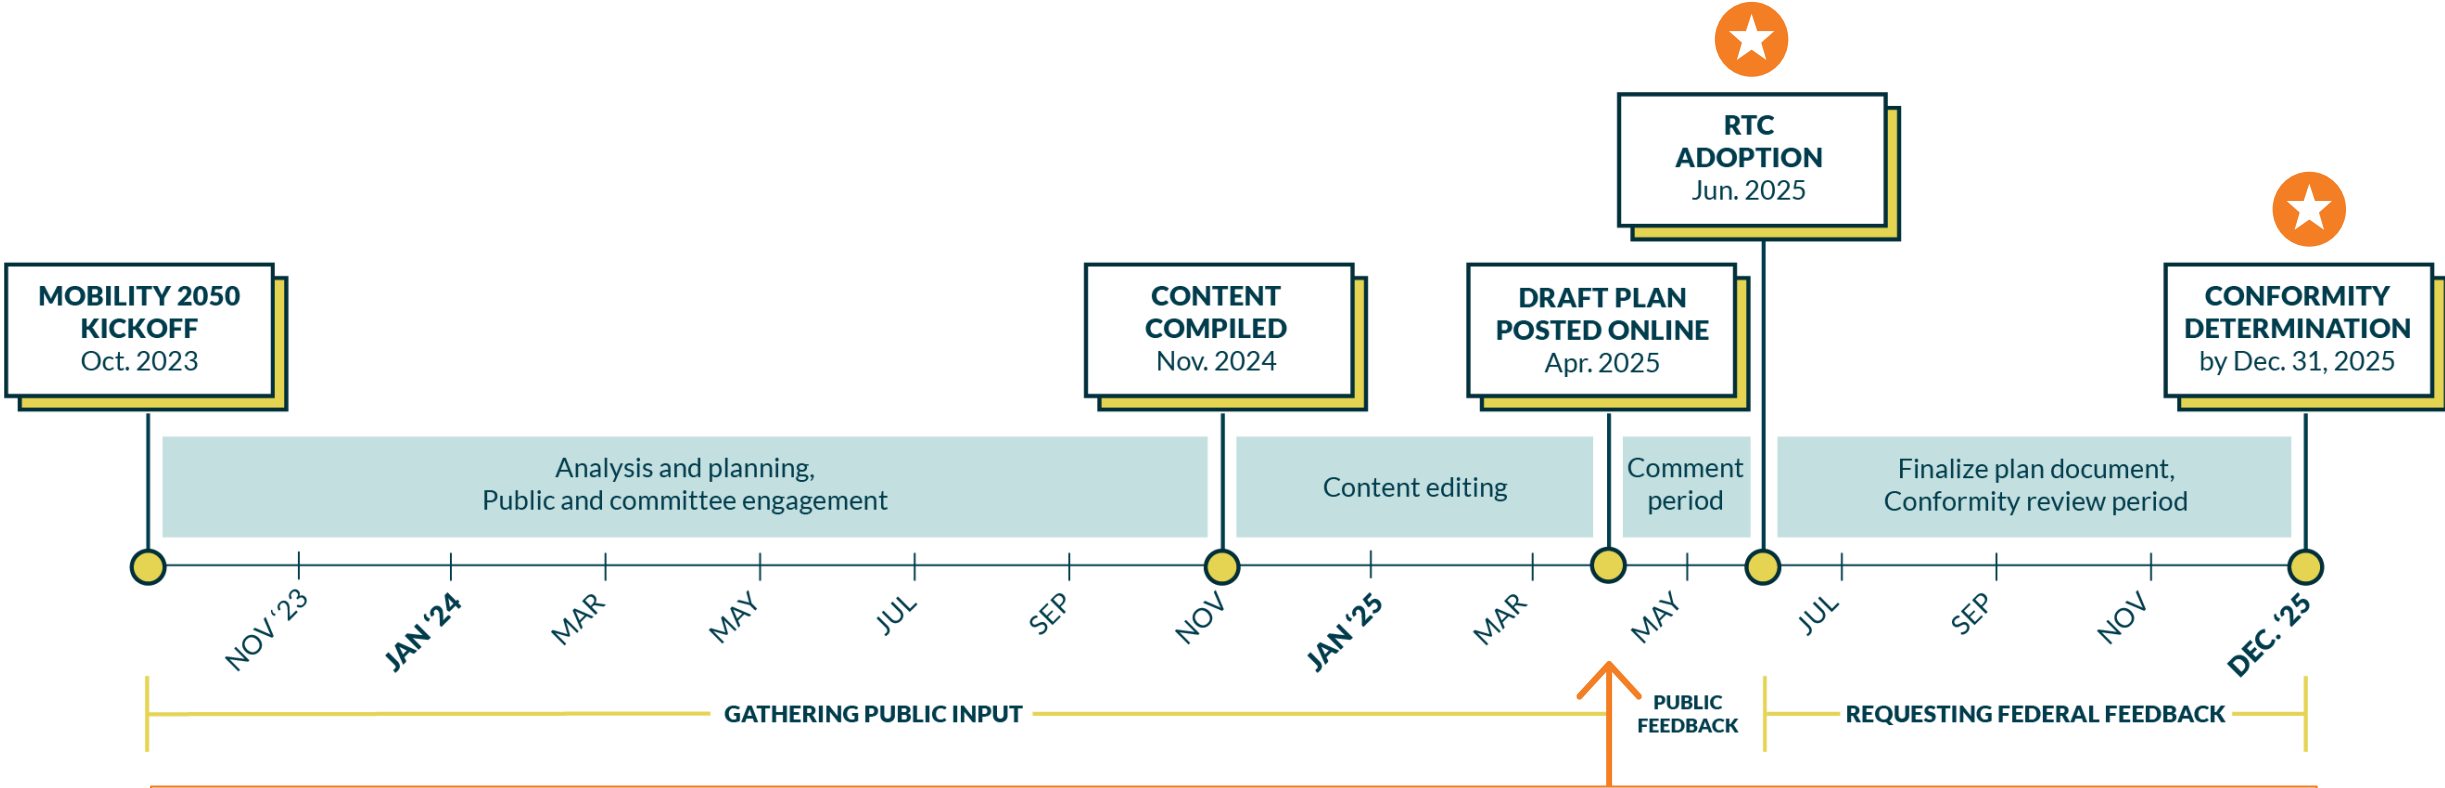 RTC
ADOPTION
Jun. 2025
MOBILITY 2050
KICKOFF
Oct. 2023
CONTENT
COMPILED
Nov. 2024
DRAFT PLAN
POSTED ONLINE
Apr. 2025
CONFORMITY
DETERMINATION
by Dec. 31, 2025
Analysis and planning,
Public and committee engagement
Content editing
Comment
period
Finalize plan document,
Conformity review period
NOV ‘23
JAN ‘24
MAR
MAY
JUL
SEP
NOV
JAN ‘25
MAR
MAY
JUL
SEP
NOV
DEC. ‘25
GATHERING PUBLIC INPUT
PUBLIC
FEEDBACK
REQUESTING FEDERAL FEEDBACK